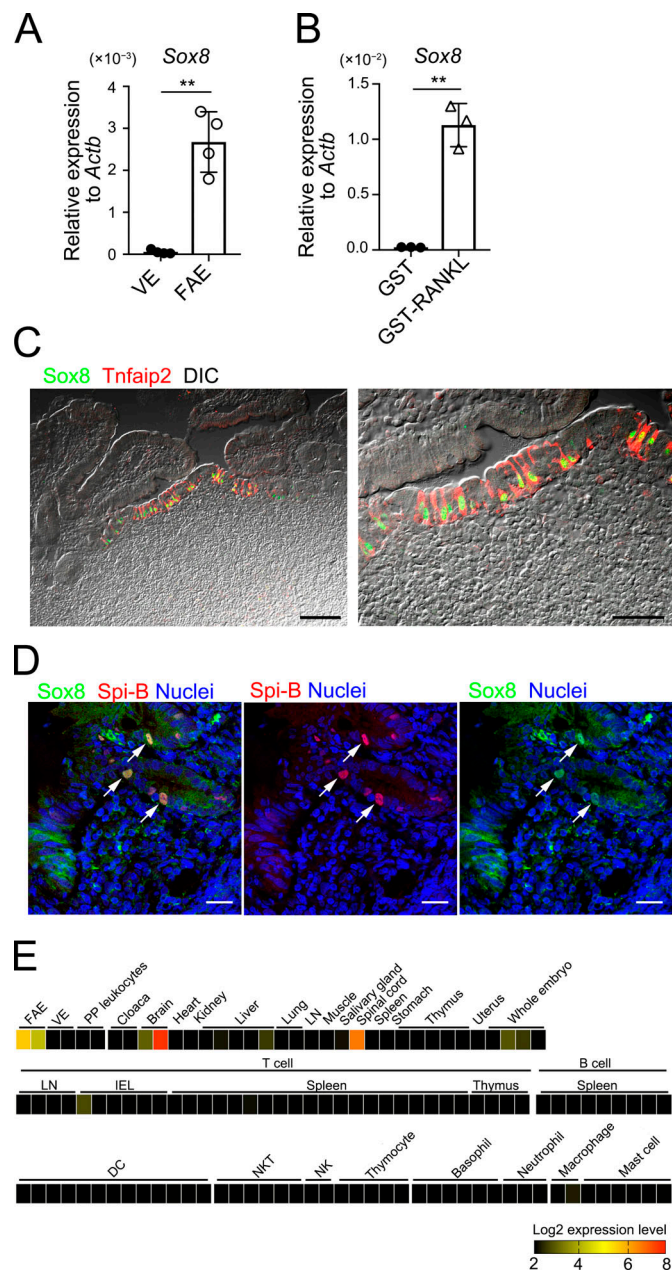 A
(×10⁻³) Sox8
**
Relative expression
to Actb
4
3
2
1
0
VE
FAE
B
(×10⁻²) Sox8
**
Relative expression
to Actb
1.5
1.0
0.5
0.0
GST
GST-RANKL
C
Sox8 Tnfaip2 DIC
D
Sox8 Spi-B Nuclei
Spi-B Nuclei
Sox8 Nuclei
E
FAE VE PP leukocytes Cloaca Brain Heart Kidney Liver Lung LN Muscle Salivary gland Spinal cord Spleen Stomach Thymus Uterus Whole embryo
T cell B cell
LN IEL Spleen Thymus Spleen
DC NKT NK Thymocyte Basophil Neutrophil Macrophage Mast cell
Log2 expression level
2 4 6 8